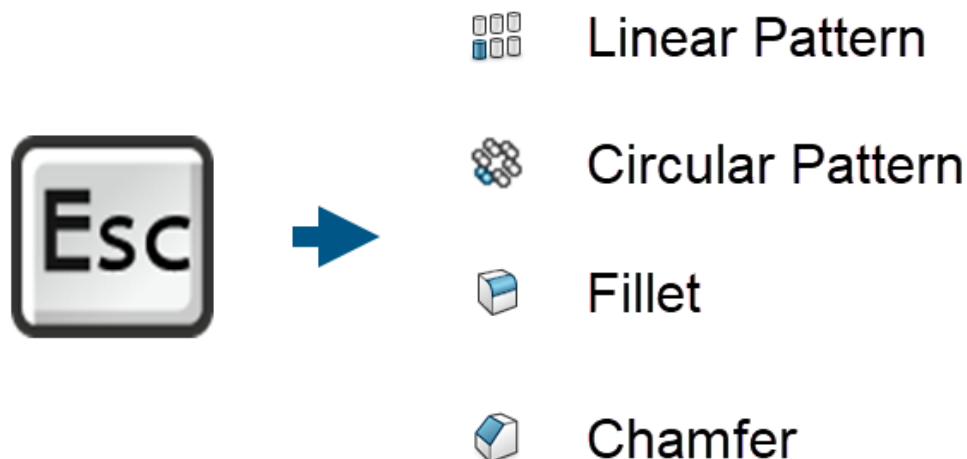 Linear Pattern
Circular Pattern
Esc
Fillet
Chamfer